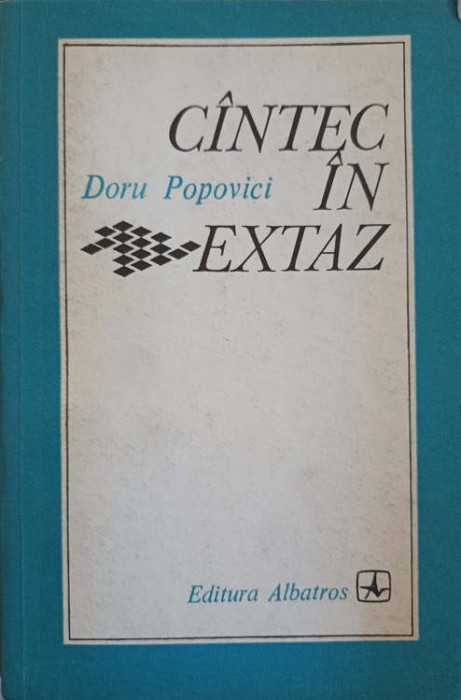 CÎNTEC
Doru Popovici ÎN
EXTAZ
Editura Albatros